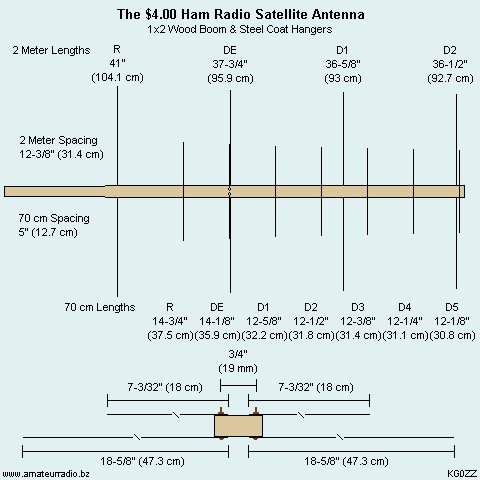 The $4.00 Ham Radio Satellite Antenna
1x2 Wood Boom & Steel Coat Hangers
2 Meter Lengths R DE D1 D2
41" 37-3/4" 36-5/8" 36-1/2"
(104.1 cm) (95.9 cm) (93 cm) (92.7 cm)
2 Meter Spacing
12-3/8" (31.4 cm)
70 cm Spacing
5" (12.7 cm)
70 cm Lengths R DE D1 D2 D3 D4 D5
14-3/4" 14-1/8" 12-5/8" 12-1/2" 12-3/8" 12-1/4" 12-1/8"
(37.5 cm) (35.9 cm) (32.2 cm) (31.8 cm) (31.4 cm) (31.1 cm) (30.8 cm)
3/4"
(19 mm)
7-3/32" (18 cm) 7-3/32" (18 cm)
18-5/8" (47.3 cm) 18-5/8" (47.3 cm)
www.amateurradio.bz KG0ZZ